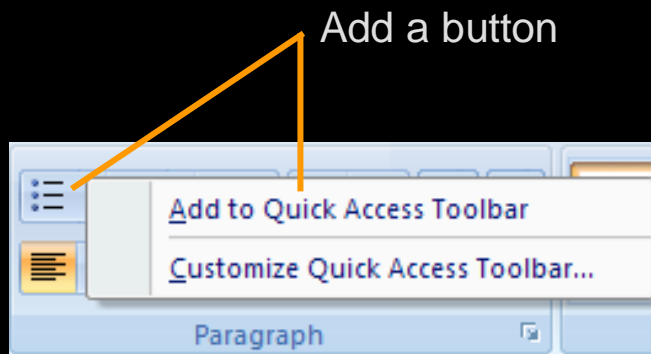 Add a button
Add to Quick Access Toolbar
Customize Quick Access Toolbar...
Paragraph